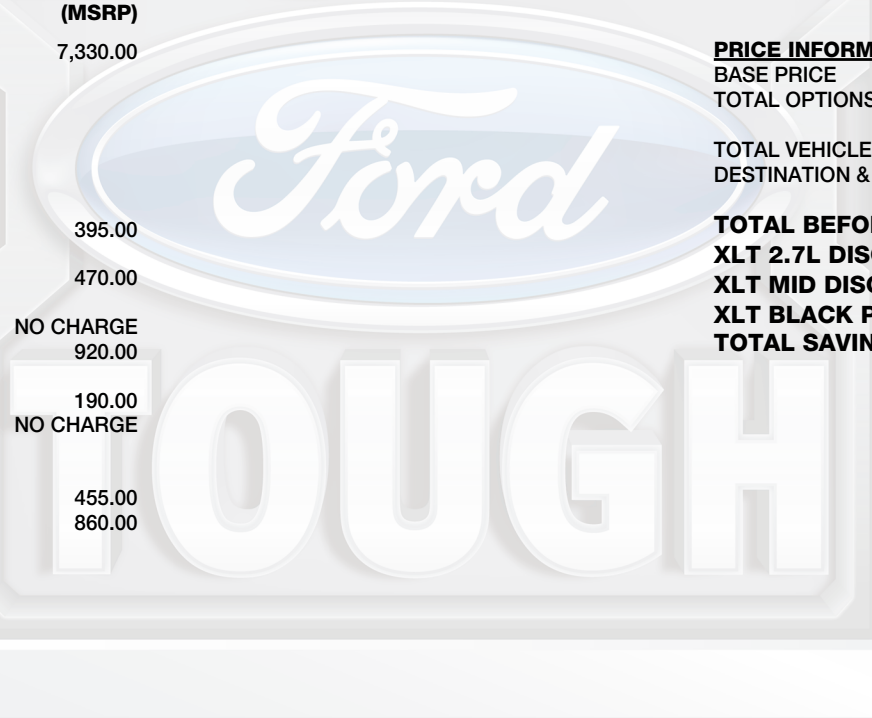 (MSRP)
7,330.00
395.00
470.00
NO CHARGE
920.00
190.00
NO CHARGE
455.00
860.00
PRICE INFORM
BASE PRICE
TOTAL OPTIONS
TOTAL VEHICLE
DESTINATION &
TOTAL BEFO
XLT 2.7L DIS
XLT MID DISC
XLT BLACK P
TOTAL SAVIN
Ford
TOUGH